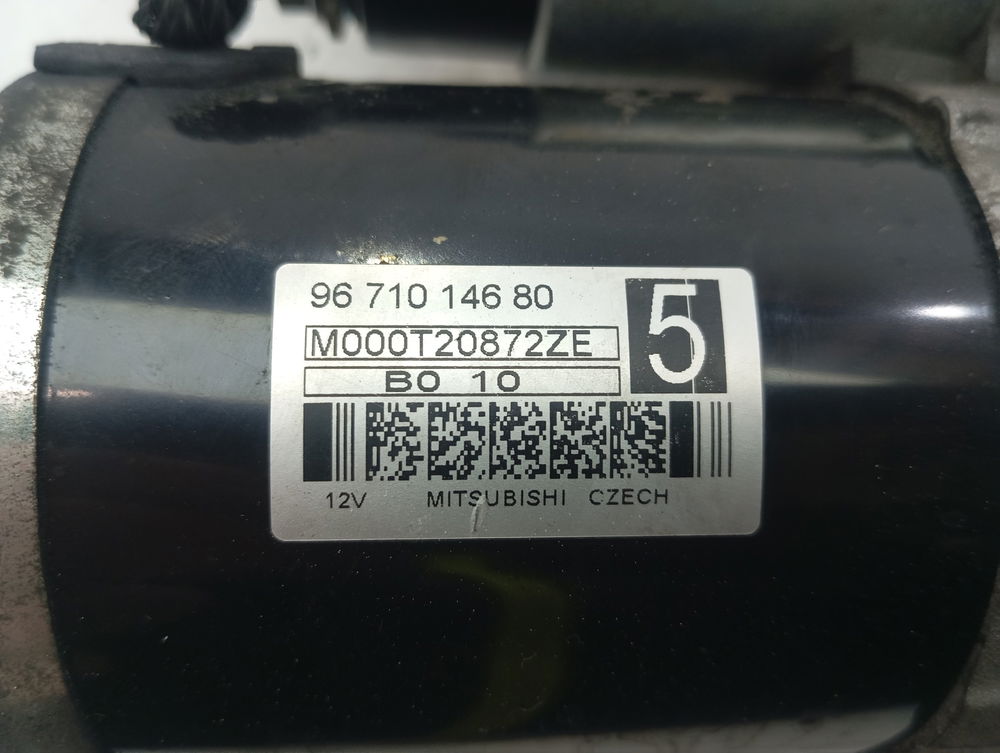 96 710 146 80
5
M000T20872ZE
B0 10
12V MITSUBISHI CZECH